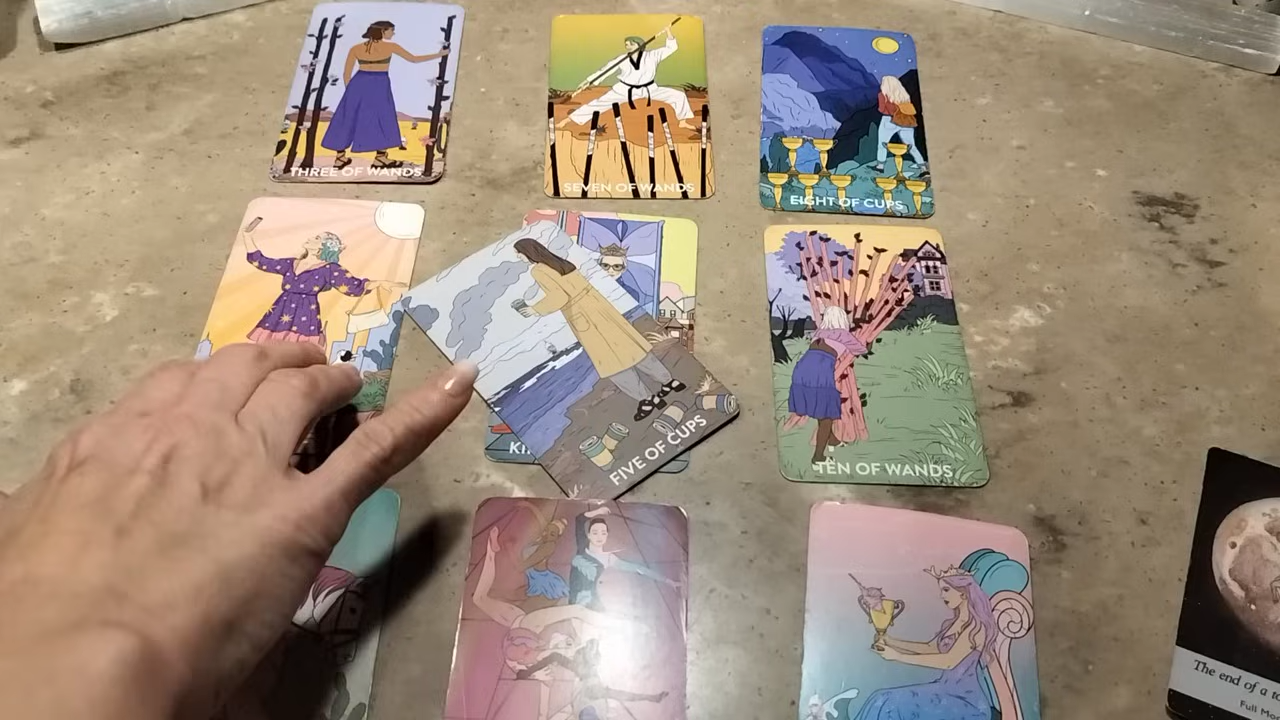 THREE OF WANDS
SEVEN OF WANDS
EIGHT OF CUPS
TEN OF WANDS
FIVE OF CUPS
The end of a
Full